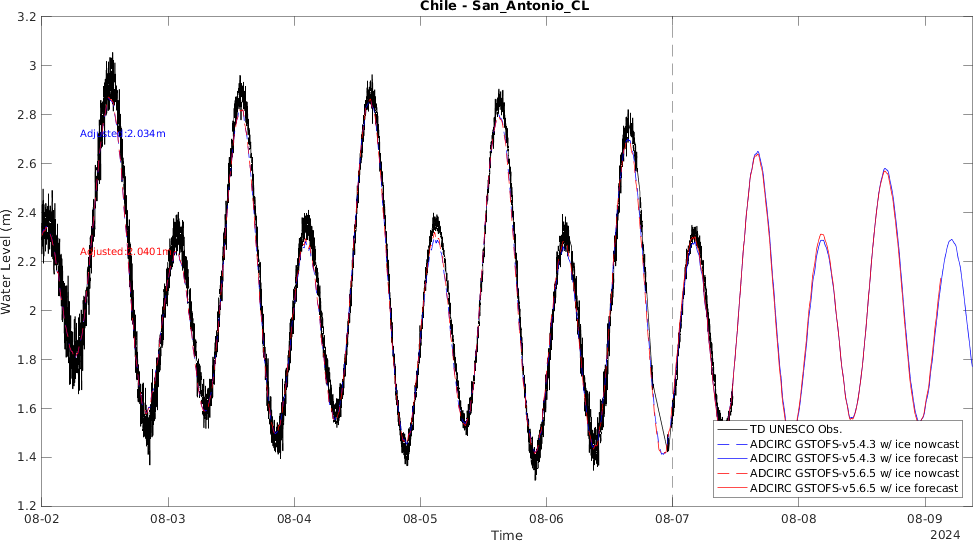 Chile - San_Antonio_CL
3.2
3
2.8
2.6
2.4
2.2
2
1.8
1.6
1.4
1.2
Water Level (m)
Adjusted:2.034m
Adjusted:2.0401m
TD UNESCO Obs.
ADCIRC GSTOFS-v5.4.3 w/ ice nowcast
ADCIRC GSTOFS-v5.4.3 w/ ice forecast
ADCIRC GSTOFS-v5.6.5 w/ ice nowcast
ADCIRC GSTOFS-v5.6.5 w/ ice forecast
08-02 08-03 08-04 08-05 08-06 08-07 08-08 08-09
Time
2024